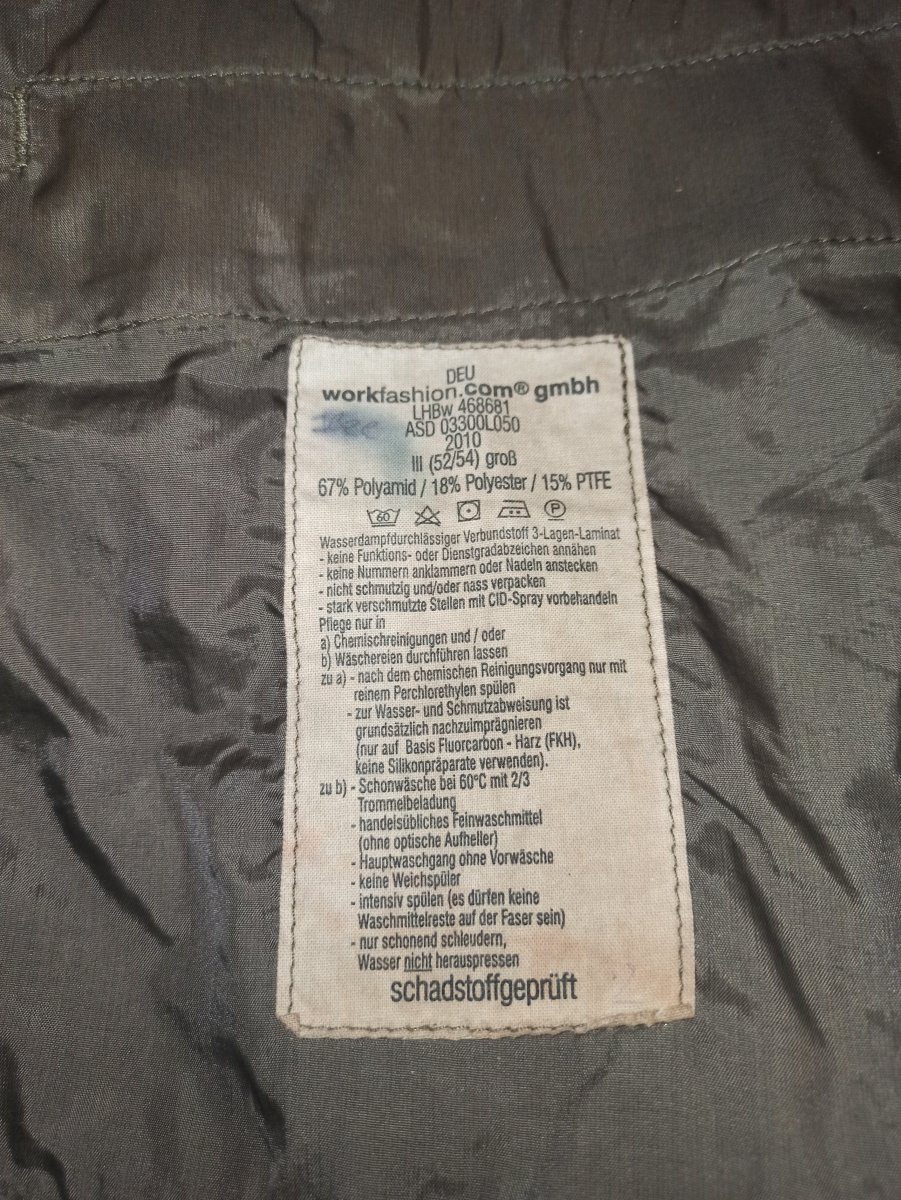 DEU
workfashion.com® gmbh
LHBw 468681
ASD 03300L050
2010
III (52/54) groß
67% Polyamid / 18% Polyester / 15% PTFE
60 P
Wasserdampfdurchlässiger Verbundstoff 3-Lagen-Laminat
- keine Funktions- oder Dienstgradabzeichen annähen
- keine Nummern anklammern oder Nadeln anstecken
- nicht schmutzig und/oder nass verpacken
- stark verschmutzte Stellen mit CID-Spray vorbehandeln
Pflege nur in
a) Chemischreinigungen und / oder
b) Wäschereien durchführen lassen
zu a) - nach dem chemischen Reinigungsvorgang nur mit
reinem Perchlorethylen spülen
- zur Wasser- und Schmutzabweisung ist
grundsätzlich nachzuimprägnieren
(nur auf Basis Fluorcarbon - Harz (FKH),
keine Silikonpräparate verwenden).
zu b) - Schonwäsche bei 60°C mit 2/3
Trommelbeladung
- handelsübliches Feinwaschmittel
(ohne optische Aufheller)
- Hauptwaschgang ohne Vorwäsche
- keine Weichspüler
- intensiv spülen (es dürfen keine
Waschmittelreste auf der Faser sein)
- nur schonend schleudern,
Wasser nicht herauspressen
schadstoffgeprüft